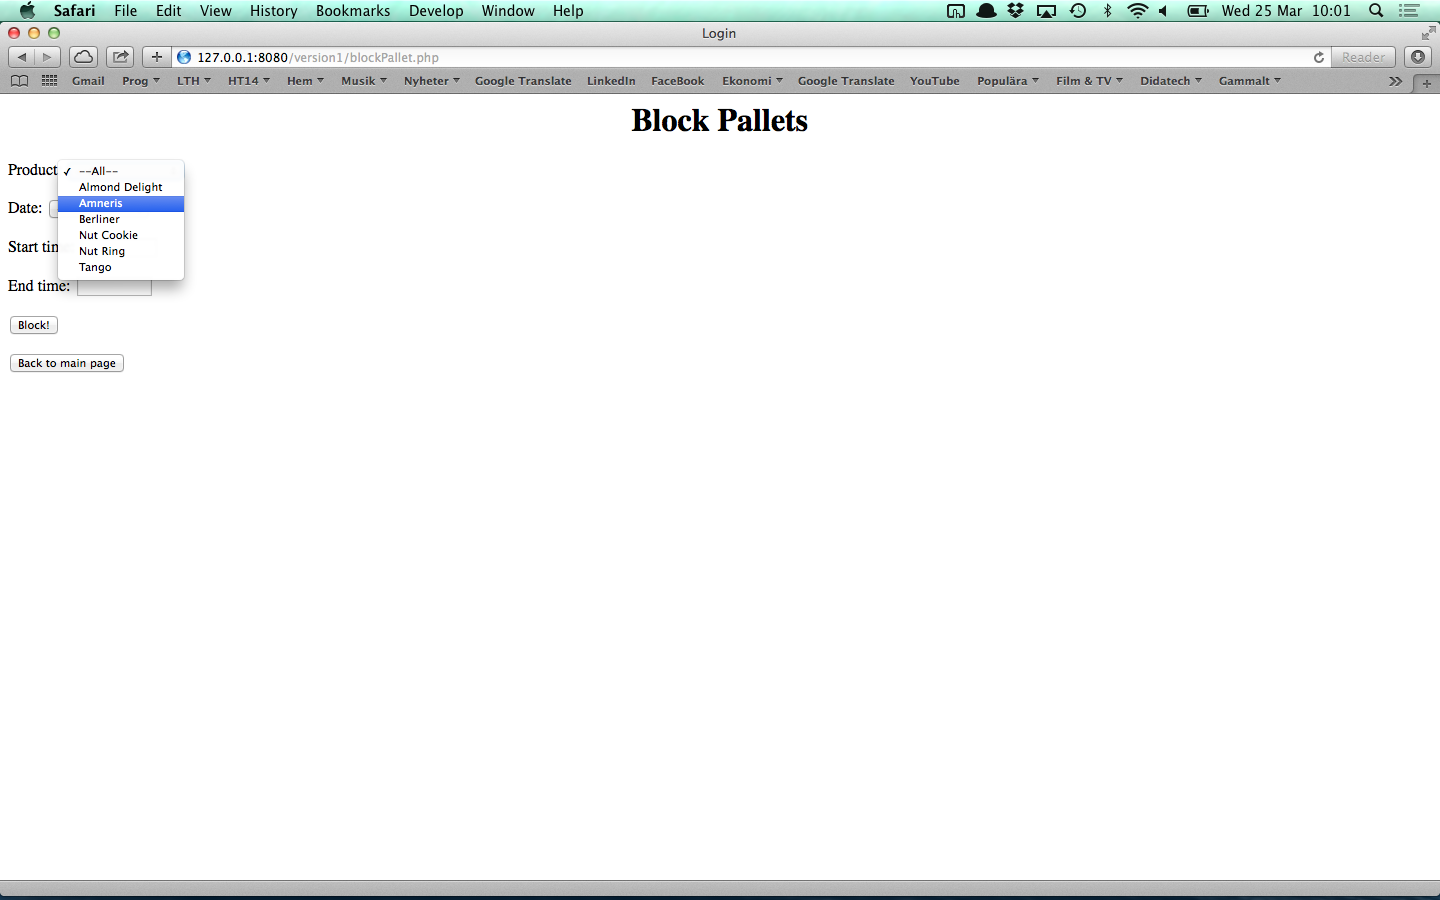 Safari File Edit View History Bookmarks Develop Window Help Wed 25 Mar 10:01
Login
127.0.0.1:8080/version1/blockPallet.php Reader
Gmail Prog LTH HT14 Hem Musik Nyheter Google Translate LinkedIn FaceBook Ekonomi Google Translate YouTube Populära Film & TV Didatech Gammalt
Block Pallets
Product ✓ --All--
Almond Delight
Amneris
Date:
Berliner
Nut Cookie
Start tim
Nut Ring
Tango
End time:
Block!
Back to main page